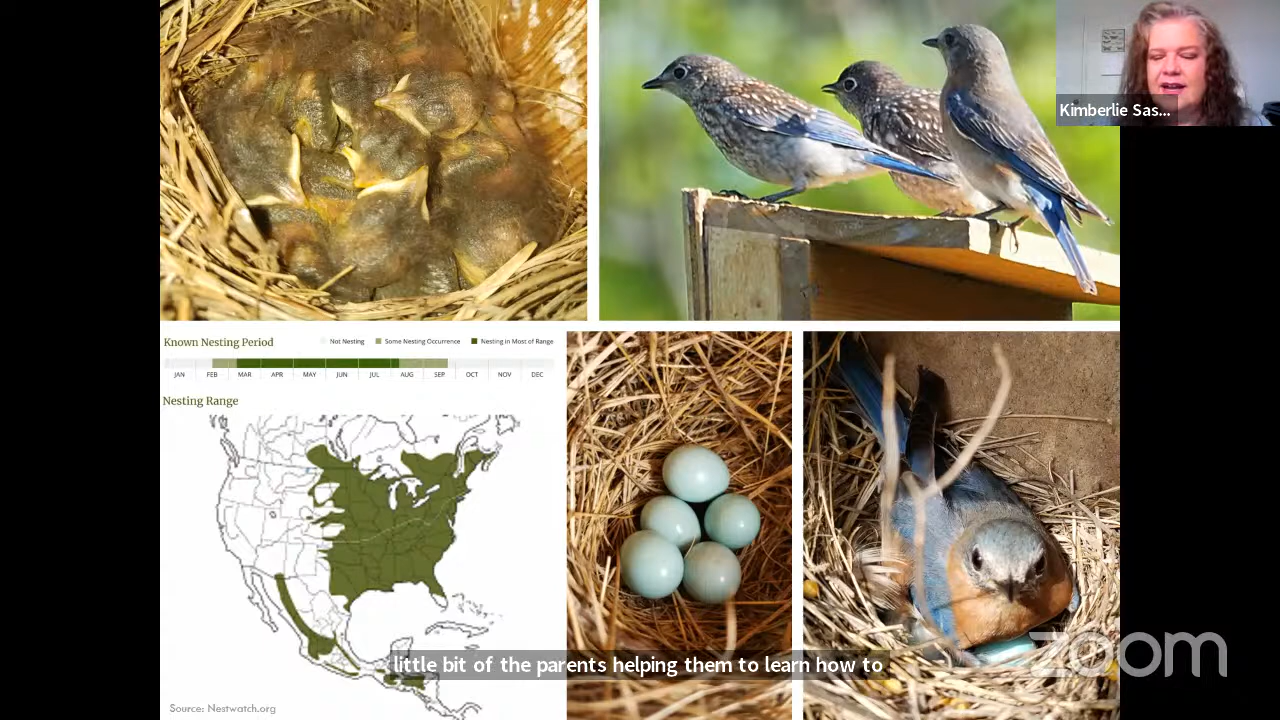 Kimberlie Sas...
Known Nesting Period
Not Nesting
Some Nesting Occurrence
Nesting in Most of Range
JAN FEB MAR APR MAY JUN JUL AUG SEP OCT NOV DEC
Nesting Range
little bit of the parents helping them to learn how to
zoom
Source: Nestwatch.org